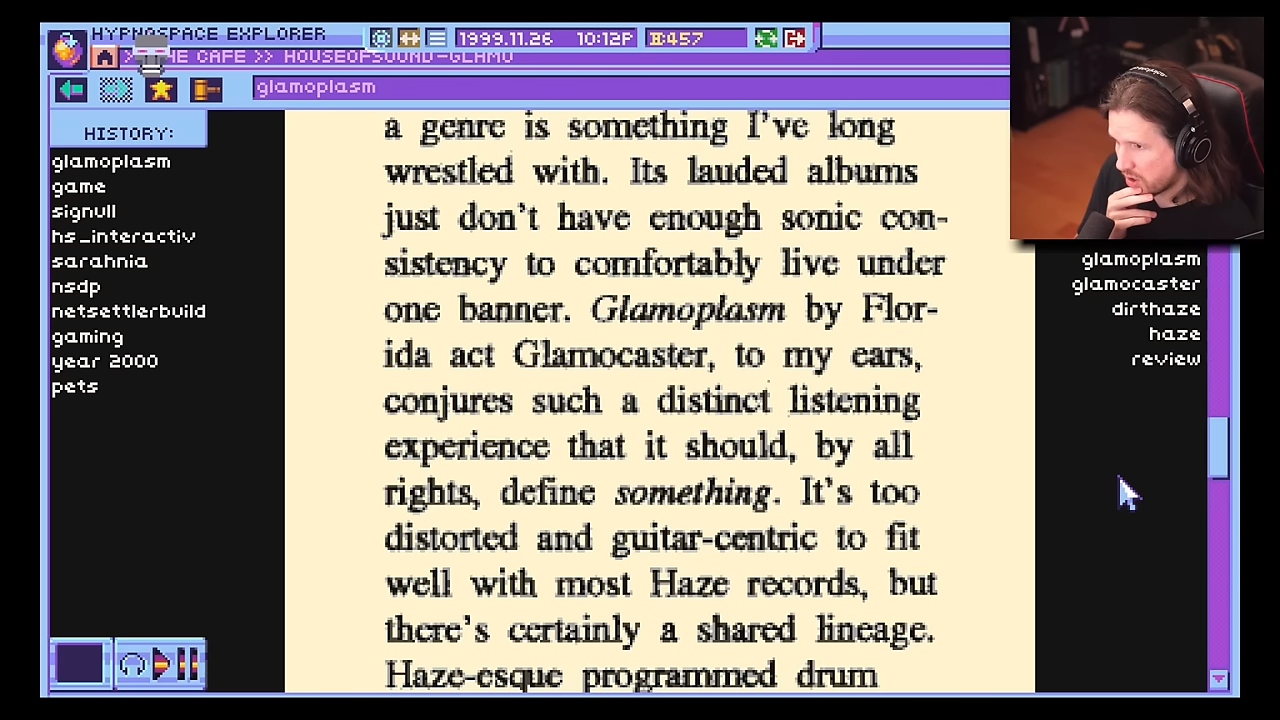 HYPNOSPACE EXPLORER
1999.11.26 10:12P
457
HE CAFE >> HOUSEOFSOUND-GLAMO
glamoplasm
HISTORY:
glamoplasm
game
signull
hs_interactiv
sarahnia
nsdp
netsettlerbuild
gaming
year 2000
pets
a genre is something I've long
wrestled with. Its lauded albums
just don't have enough sonic con-
sistency to comfortably live under
one banner. Glamoplasm by Flor-
ida act Glamocaster, to my ears,
conjures such a distinct listening
experience that it should, by all
rights, define something. It's too
distorted and guitar-centric to fit
well with most Haze records, but
there's certainly a shared lineage.
Haze-esque programmed drum
glamoplasm
glamocaster
dirthaze
haze
review